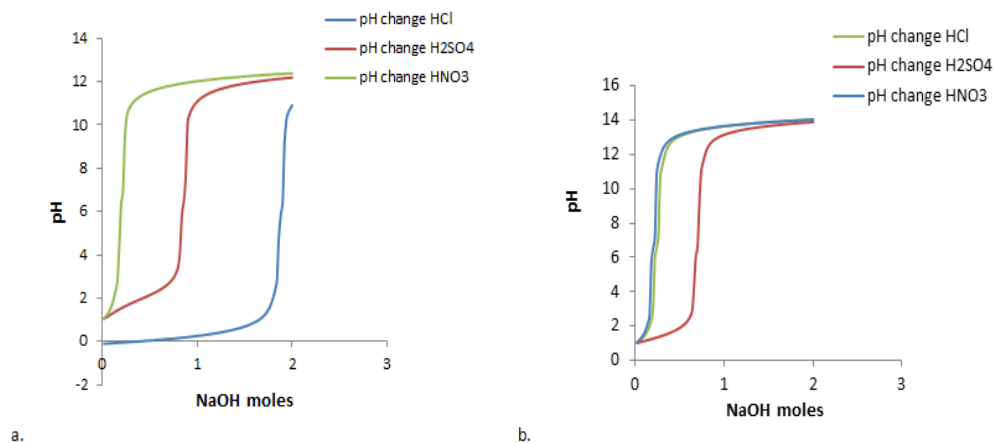 pH change HCl
pH change H2SO4
pH change HNO3
14
12
10
8
6
4
2
0
-2
0
1
2
3
pH
NaOH moles
a.
pH change HCl
pH change H2SO4
pH change HNO3
16
14
12
10
8
6
4
2
0
0
1
2
3
pH
NaOH moles
b.